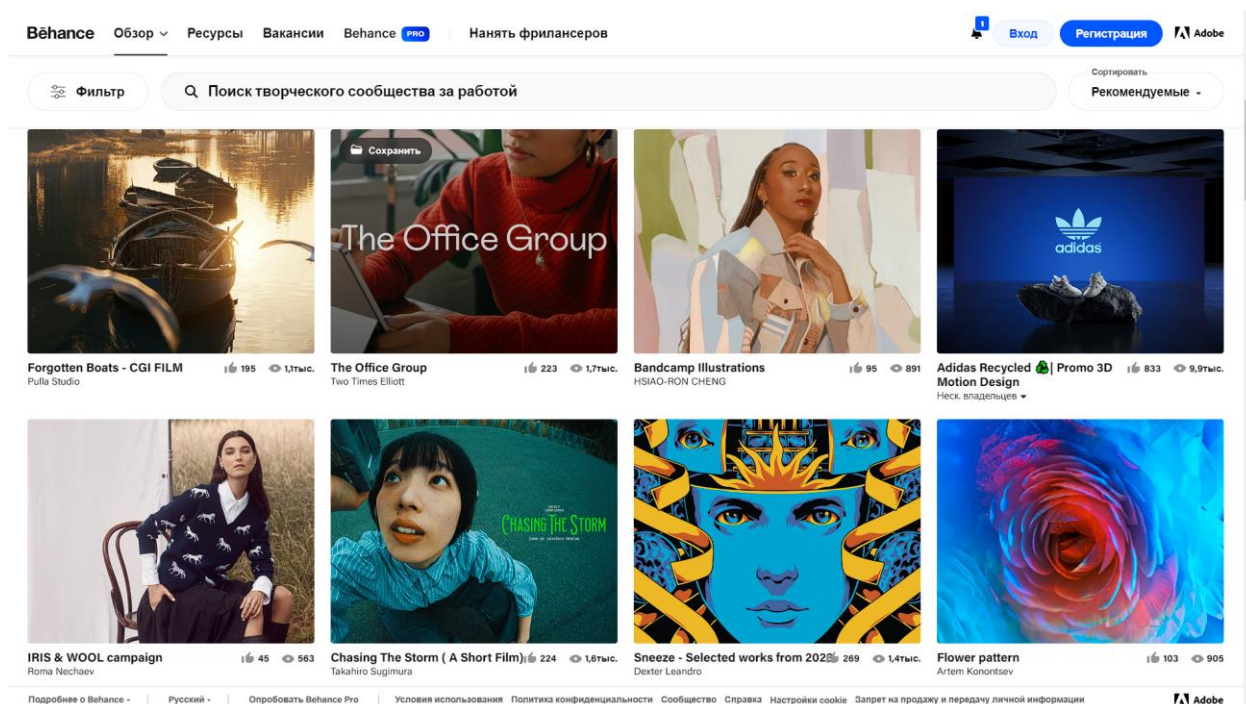 Bēhance Обзор Ресурсы Вакансии Behance PRO Нанять фрилансеров 1 Вход Регистрация Adobe
Фильтр Поиск творческого сообщества за работой Сортировать Рекомендуемые
Сохранить
The Office Group
adidas
Forgotten Boats - CGI FILM 195 1,1тыс.
Pulla Studio
The Office Group 223 1,7тыс.
Two Times Elliott
Bandcamp Illustrations 95 891
HSIAO-RON CHENG
Adidas Recycled | Promo 3D 833 9,9тыс.
Motion Design
Неск. владельцев
CHASING THE STORM
IRIS & WOOL campaign 45 563
Roma Nechaev
Chasing The Storm ( A Short Film) 224 1,6тыс.
Takahiro Sugimura
Sneeze - Selected works from 269 1,4тыс.
Dexter Leandro
Flower pattern 103 905
Artem Konontsev
Подробнее о Behance Русский Опробовать Behance Pro Условия использования Политика конфиденциальности Сообщество Справка Настройки cookie Запрет на продажу и передачу личной информации Adobe